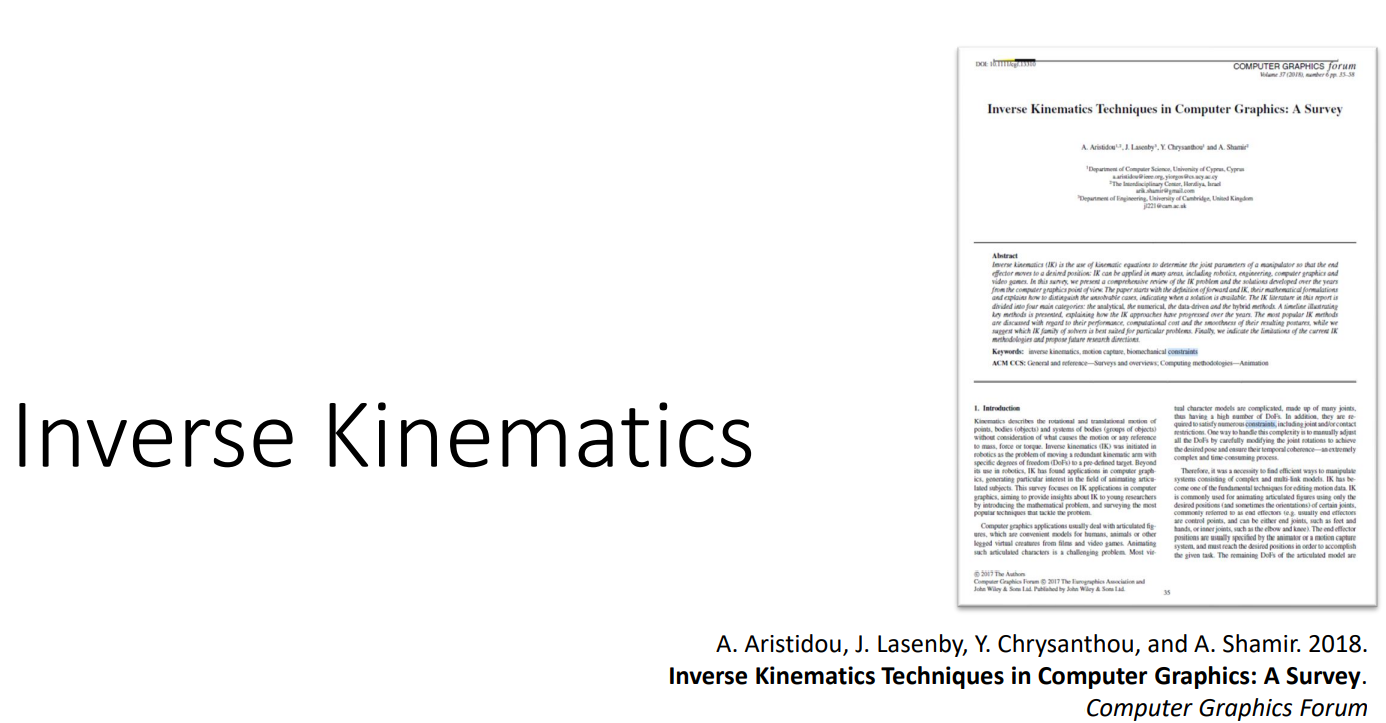 Inverse Kinematics
DOI: 10.1111/cgf.13310
COMPUTER GRAPHICS forum
Volume 37 (2018), number 6 pp. 35–58
Inverse Kinematics Techniques in Computer Graphics: A Survey
A. Aristidou1,2, J. Lasenby3, Y. Chrysanthou1 and A. Shamir2
1Department of Computer Science, University of Cyprus, Cyprus
2The Interdisciplinary Center, Herzliya, Israel
arik.shamir@gmail.com
3Department of Engineering, University of Cambridge, United Kingdom
jl221@cam.ac.uk
Abstract
Inverse kinematics (IK) is the use of kinematic equations to determine the joint parameters of a manipulator so that the end
effector moves to a desired position; IK can be applied in many areas, including robotics, engineering, computer graphics and
video games. In this survey, we present a comprehensive review of the IK problem and the solutions developed over the years
from the computer graphics point of view. The paper starts with the definition of forward and IK, their mathematical formulations
and explains how to distinguish the unsolvable cases, indicating when a solution is available. The IK literature in this report is
divided into four main categories: the analytical, the numerical, the data-driven and the hybrid methods. A timeline illustrating
key methods is presented, explaining how the IK approaches have progressed over the years. The most popular IK methods
are discussed with regard to their performance, computational cost and the smoothness of their resulting postures, while we
suggest which IK family of solvers is best suited for particular problems. Finally, we indicate the limitations of the current IK
methodologies and propose future research directions.
Keywords: inverse kinematics, motion capture, biomechanical constraints
ACM CCS: General and reference—Surveys and overviews; Computing methodologies—Animation
1. Introduction
Kinematics describes the rotational and translational motion of
points, bodies (objects) and systems of bodies (groups of objects)
without consideration of what causes the motion or any reference
to mass, force or torque. Inverse kinematics (IK) was initiated in
robotics as the problem of moving a redundant kinematic arm with
specific degrees of freedom (DoFs) to a pre-defined target. Beyond
its use in robotics, IK has found applications in computer graph-
ics, generating particular interest in the field of animating articu-
lated subjects. This survey focuses on IK applications in computer
graphics, aiming to provide insights about IK to young researchers
by introducing the mathematical problem, and surveying the most
popular techniques that tackle the problem.
Computer graphics applications usually deal with articulated fig-
ures, which are convenient models for humans, animals or other
legged virtual creatures from films and video games. Animating
such articulated characters is a challenging problem. Most vir-
tual character models are complicated, made up of many joints,
thus having a high number of DoFs. In addition, they are re-
quired to satisfy numerous constraints, including joint and/or contact
restrictions. One way to handle this complexity is to manually adjust
all the DoFs by carefully modifying the joint rotations to achieve
the desired pose and ensure their temporal coherence—an extremely
complex and time-consuming process.
Therefore, it was a necessity to find efficient ways to manipulate
systems consisting of complex and multi-link models. IK has be-
come one of the fundamental techniques for editing motion data. IK
is commonly used for animating articulated figures using only the
desired positions (and sometimes the orientations) of certain joints,
commonly referred to as end effectors (e.g. usually end effectors
are control points, and can be either end joints, such as feet and
hands, or inner joints, such as the elbow and knee). The end effector
positions are usually specified by the animator or a motion capture
system, and must reach the desired positions in order to accomplish
the given task. The remaining DoFs of the articulated model are
© 2017 The Authors
Computer Graphics Forum © 2017 The Eurographics Association and
John Wiley & Sons Ltd. Published by John Wiley & Sons Ltd.
35
A. Aristidou, J. Lasenby, Y. Chrysanthou, and A. Shamir. 2018.
Inverse Kinematics Techniques in Computer Graphics: A Survey.
Computer Graphics Forum